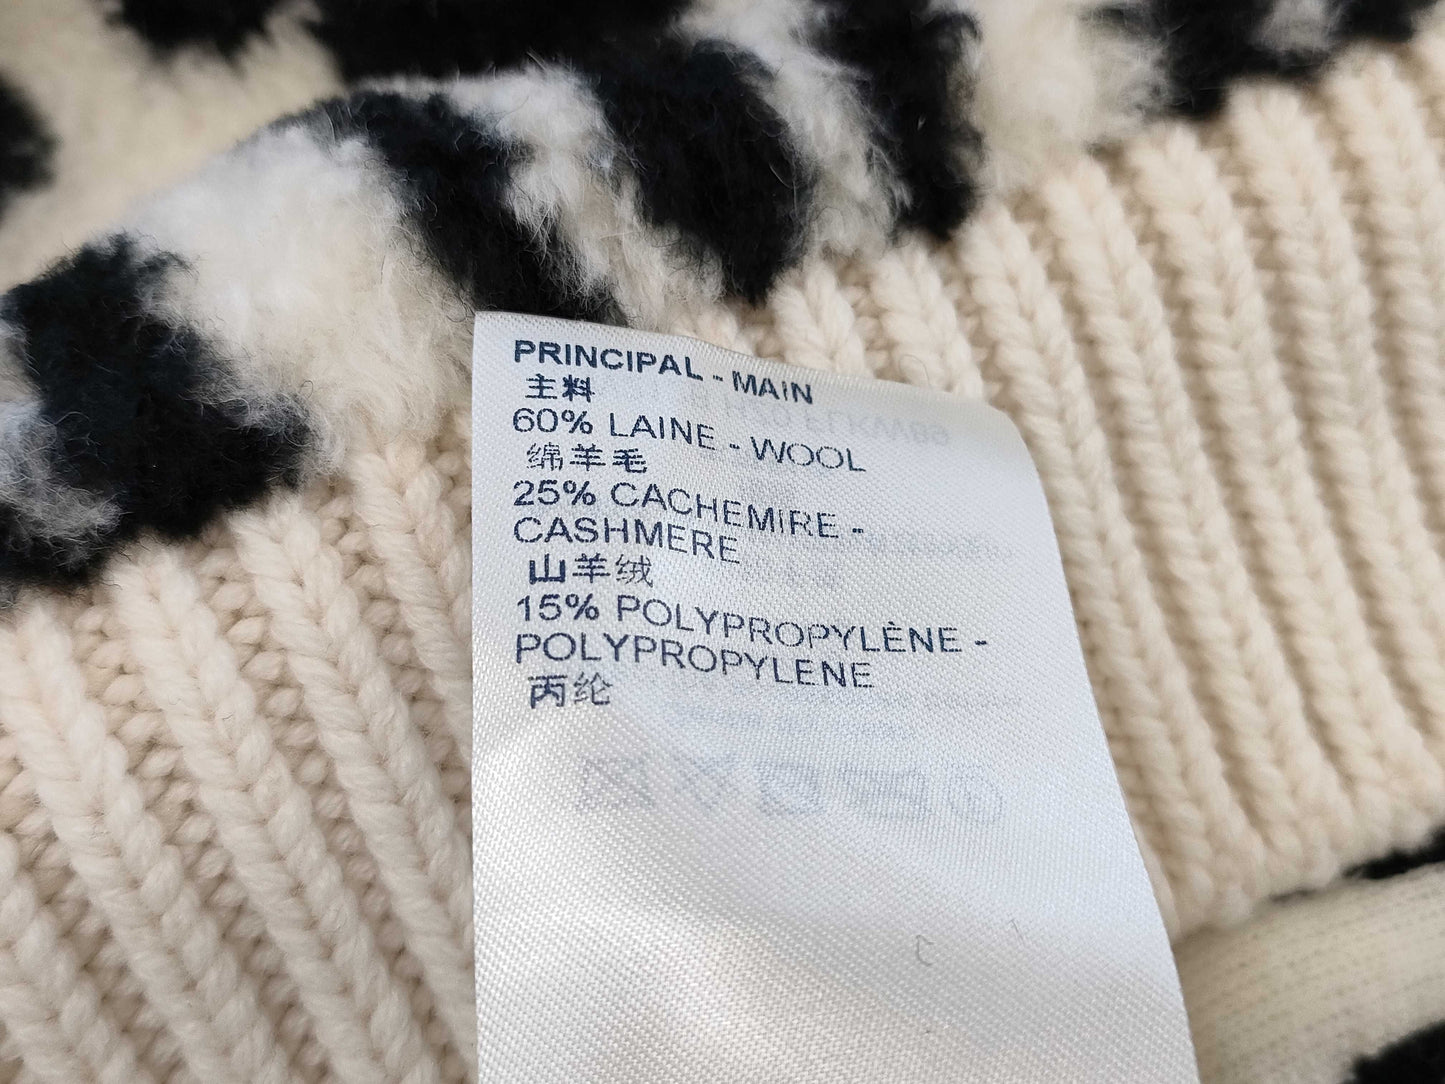 PRINCIPAL - MAIN
主料
60% LAINE - WOOL
绵羊毛
25% CACHEMIRE -
CASHMERE
山羊绒
15% POLYPROPYLÈNE -
POLYPROPYLENE
丙纶